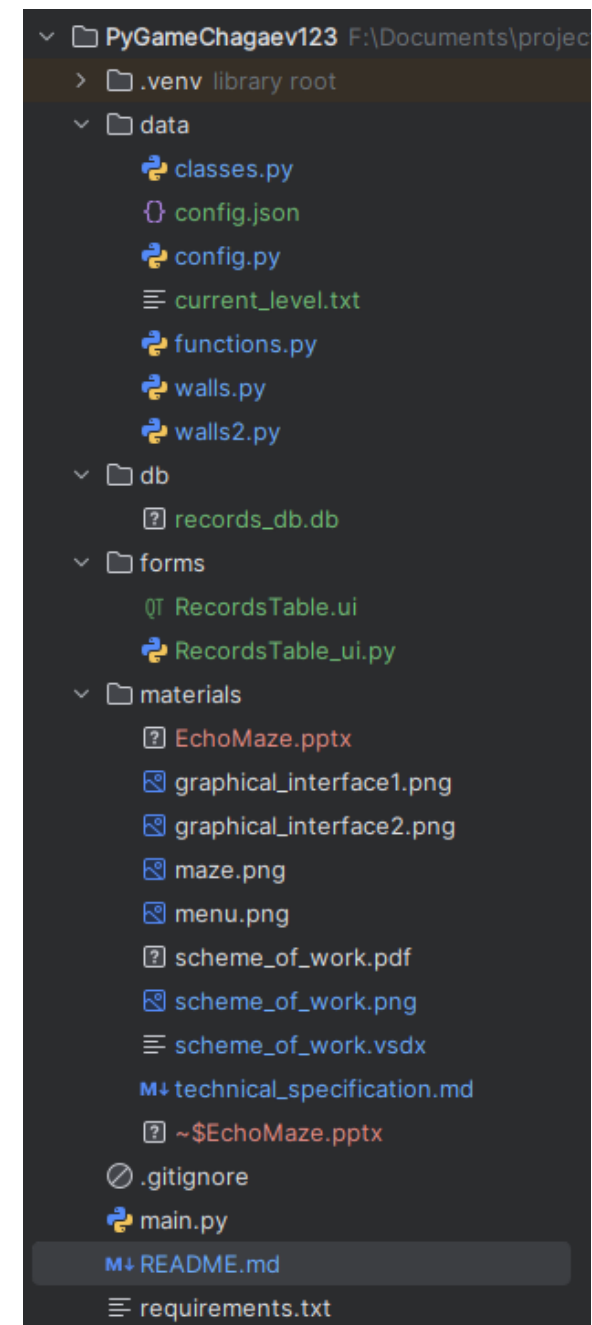 PyGameChagaev123 F:\Documents\projec
.venv library root
data
classes.py
{} config.json
config.py
current_level.txt
functions.py
walls.py
walls2.py
db
? records_db.db
forms
QT RecordsTable.ui
RecordsTable_ui.py
materials
? EchoMaze.pptx
graphical_interface1.png
graphical_interface2.png
maze.png
menu.png
? scheme_of_work.pdf
scheme_of_work.png
scheme_of_work.vsdx
M↓ technical_specification.md
? ~$EchoMaze.pptx
.gitignore
main.py
M↓ README.md
requirements.txt